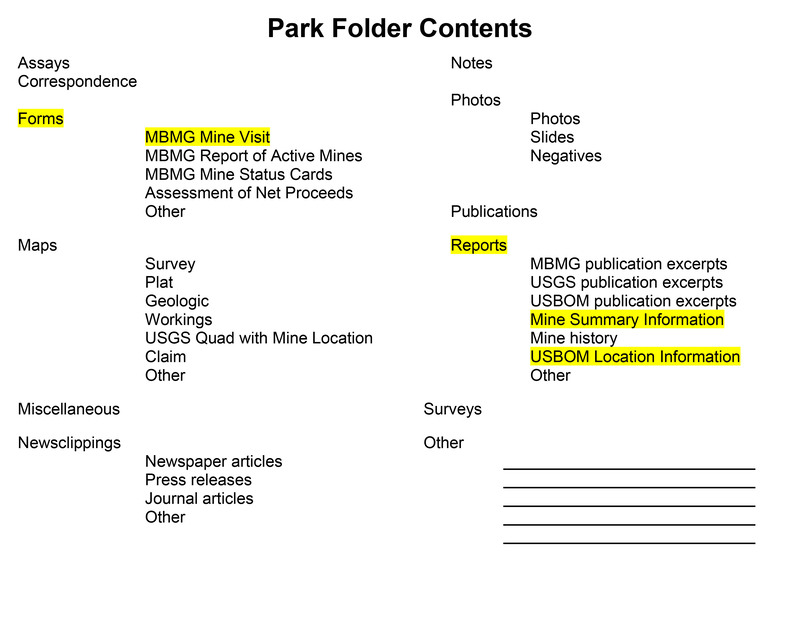 Park Folder Contents
Assays
Correspondence
Forms
MBMG Mine Visit
MBMG Report of Active Mines
MBMG Mine Status Cards
Assessment of Net Proceeds
Other
Maps
Survey
Plat
Geologic
Workings
USGS Quad with Mine Location
Claim
Other
Miscellaneous
Newsclippings
Newspaper articles
Press releases
Journal articles
Other
Notes
Photos
Photos
Slides
Negatives
Publications
Reports
MBMG publication excerpts
USGS publication excerpts
USBOM publication excerpts
Mine Summary Information
Mine history
USBOM Location Information
Other
Surveys
Other